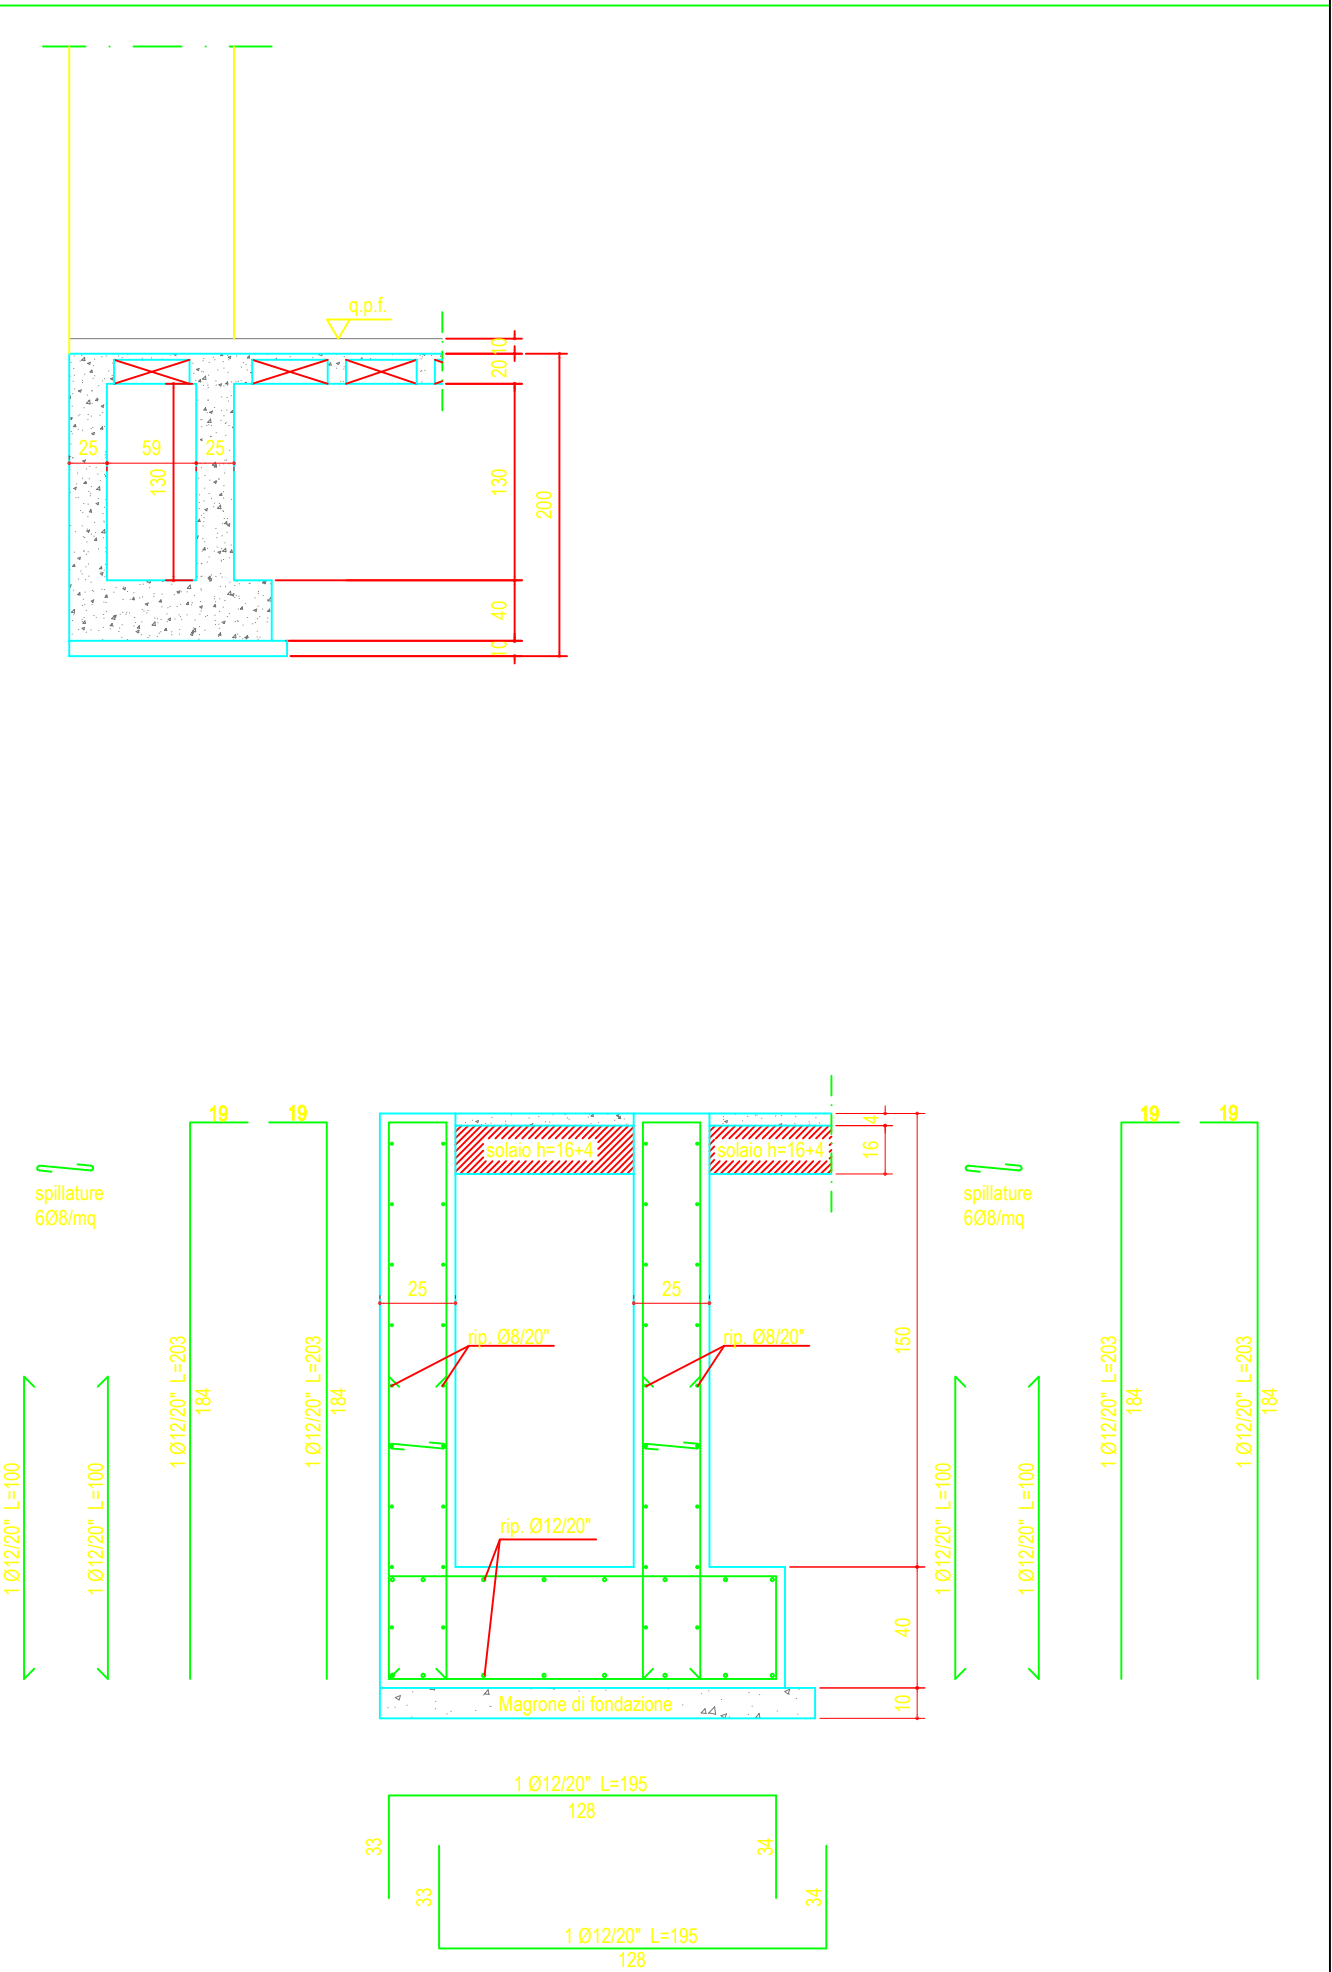 q.p.f.
10
20
25
59
25
130
130
200
40
10
19
19
4
19
19
solaio h=16+4
solaio h=16+4
16
spillature
6Ø8/mq
spillature
6Ø8/mq
25
25
rip. Ø8/20"
rip. Ø8/20"
150
1 Ø12/20" L=203
184
1 Ø12/20" L=203
184
1 Ø12/20" L=203
184
1 Ø12/20" L=203
184
1 Ø12/20" L=100
1 Ø12/20" L=100
1 Ø12/20" L=100
1 Ø12/20" L=100
rip. Ø12/20"
40
Magrone di fondazione
10
1 Ø12/20" L=195
128
33
34
33
34
1 Ø12/20" L=195
128